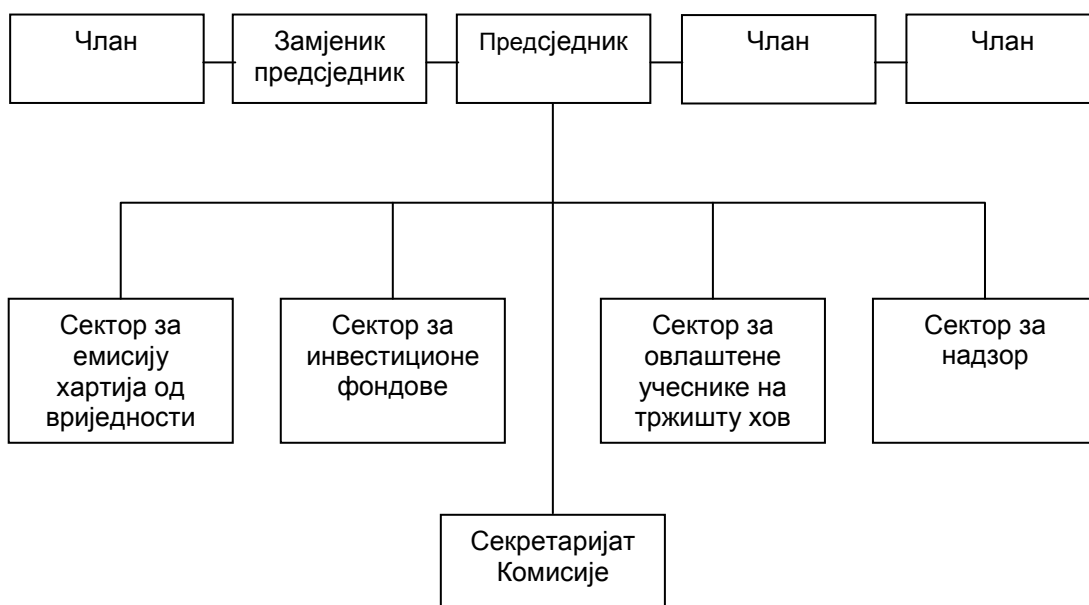 Члан
Замјеник
предсједник
Предсједник
Члан
Члан
Сектор за
емисију
хартија од
вриједности
Сектор за
инвестиционе
фондове
Сектор за
овлаштене
учеснике на
тржишту хов
Сектор за
надзор
Секретаријат
Комисије